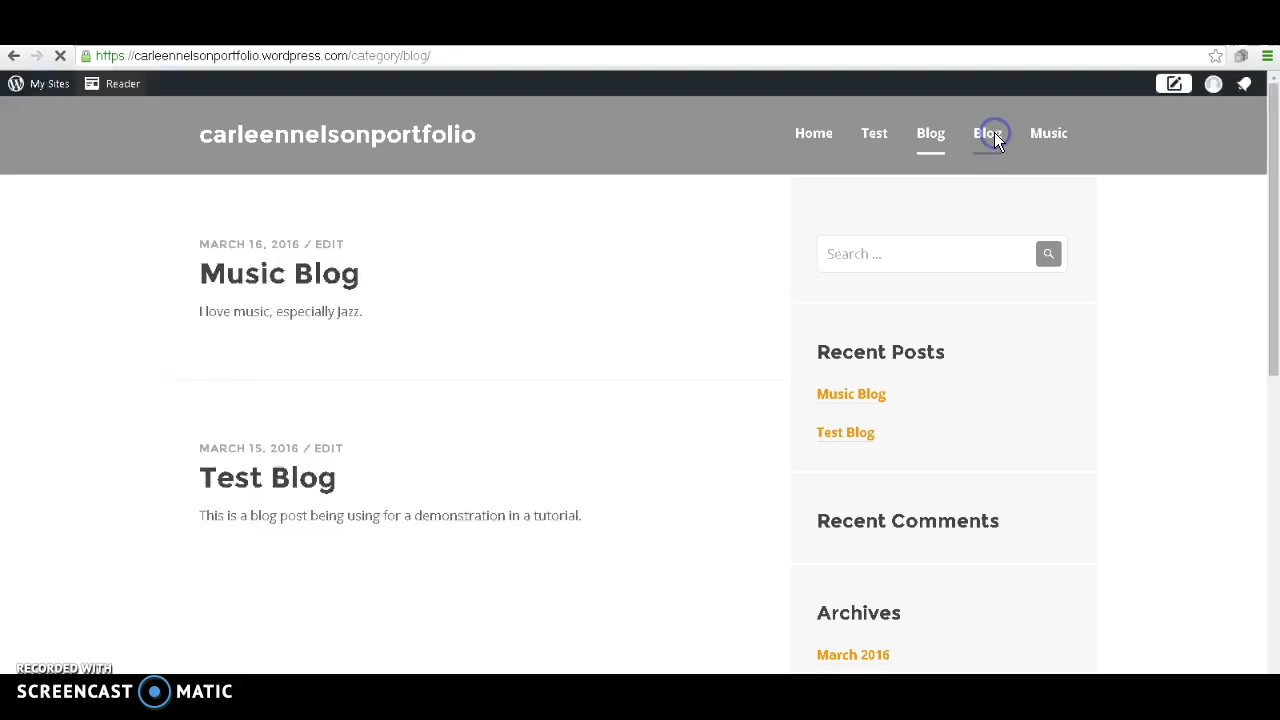 https://carleennelsonportfolio.wordpress.com/category/blog/
My Sites Reader
carleennelsonportfolio
Home Test Blog Blog Music
MARCH 16, 2016 / EDIT
Music Blog
I love music, especially Jazz.
MARCH 15, 2016 / EDIT
Test Blog
This is a blog post being using for a demonstration in a tutorial.
Search ...
Recent Posts
Music Blog
Test Blog
Recent Comments
Archives
March 2016
RECORDED WITH
SCREENCAST MATIC